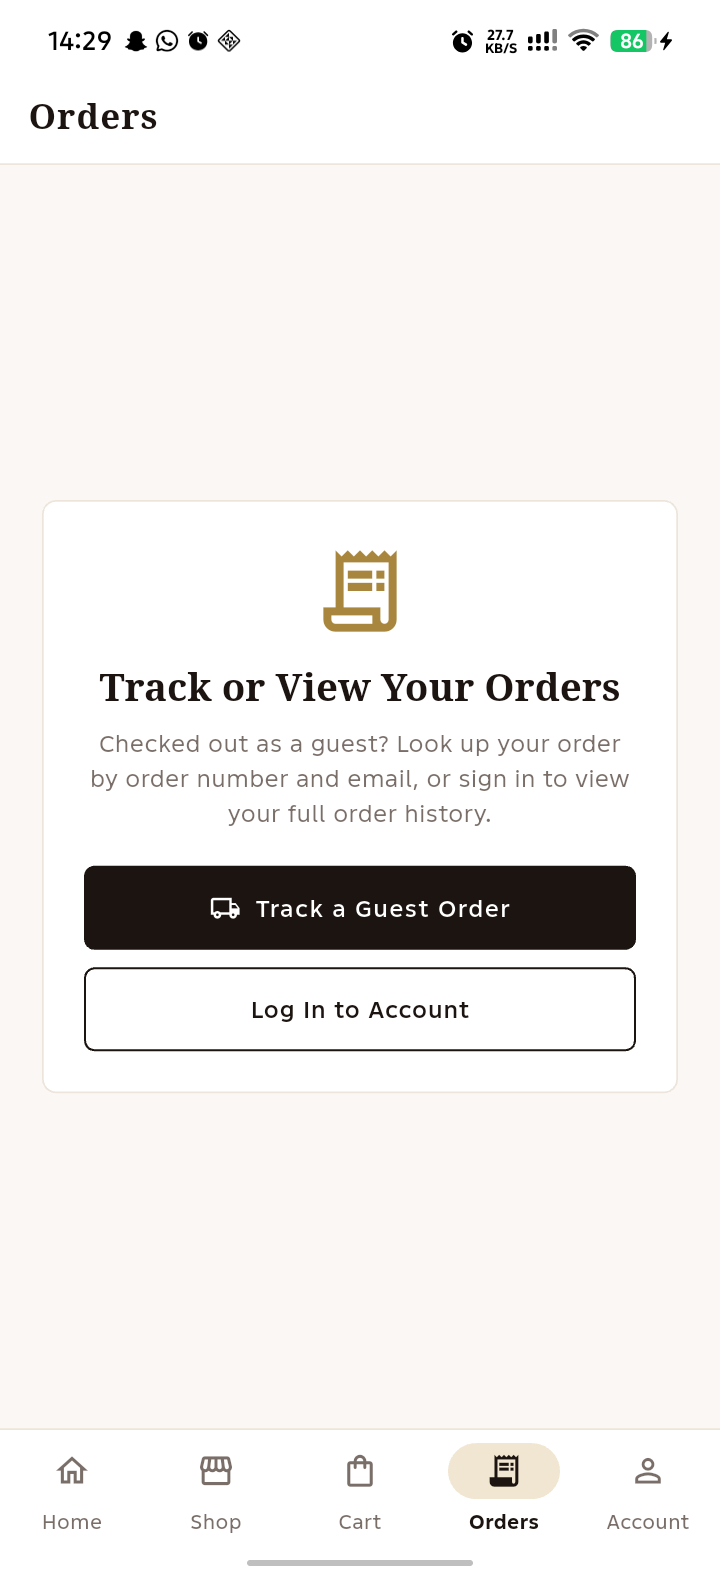 14:29
27.7
KB/S
86
Orders
Track or View Your Orders
Checked out as a guest? Look up your order
by order number and email, or sign in to view
your full order history.
Track a Guest Order
Log In to Account
Home
Shop
Cart
Orders
Account